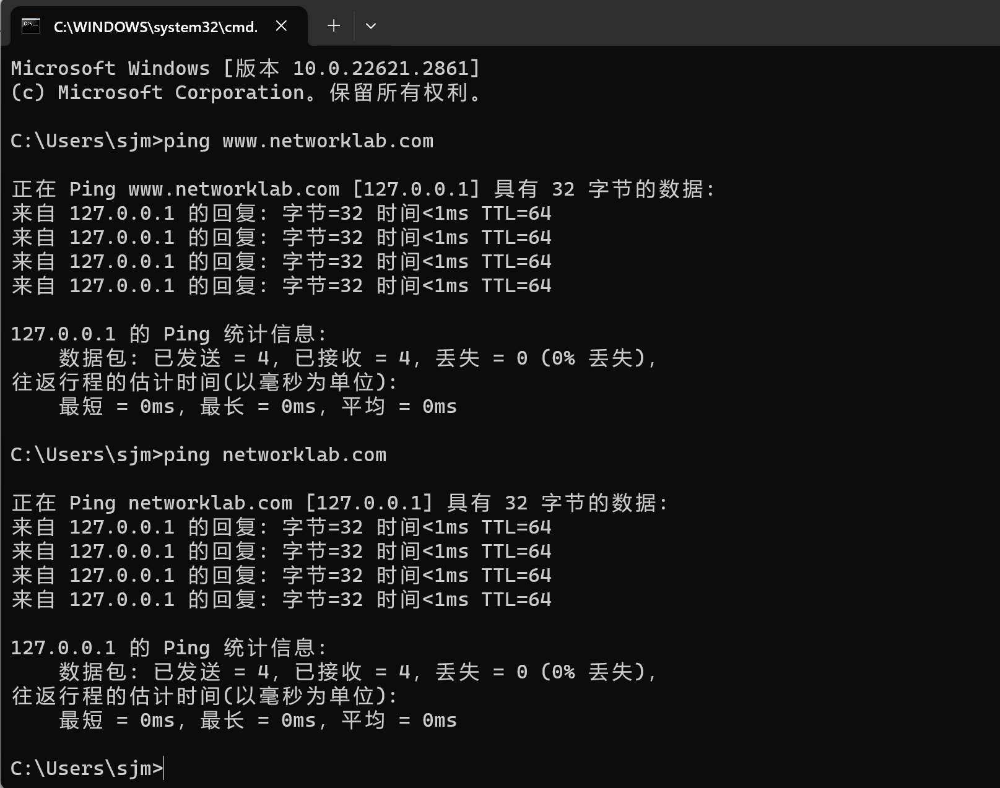 C:\WINDOWS\system32\cmd.
Microsoft Windows [版本 10.0.22621.2861]
(c) Microsoft Corporation。保留所有权利。
C:\Users\sjm>ping www.networklab.com
正在 Ping www.networklab.com [127.0.0.1] 具有 32 字节的数据:
来自 127.0.0.1 的回复: 字节=32 时间<1ms TTL=64
来自 127.0.0.1 的回复: 字节=32 时间<1ms TTL=64
来自 127.0.0.1 的回复: 字节=32 时间<1ms TTL=64
来自 127.0.0.1 的回复: 字节=32 时间<1ms TTL=64
127.0.0.1 的 Ping 统计信息:
数据包: 已发送 = 4, 已接收 = 4, 丢失 = 0 (0% 丢失),
往返行程的估计时间(以毫秒为单位):
最短 = 0ms, 最长 = 0ms, 平均 = 0ms
C:\Users\sjm>ping networklab.com
正在 Ping networklab.com [127.0.0.1] 具有 32 字节的数据:
来自 127.0.0.1 的回复: 字节=32 时间<1ms TTL=64
来自 127.0.0.1 的回复: 字节=32 时间<1ms TTL=64
来自 127.0.0.1 的回复: 字节=32 时间<1ms TTL=64
来自 127.0.0.1 的回复: 字节=32 时间<1ms TTL=64
127.0.0.1 的 Ping 统计信息:
数据包: 已发送 = 4, 已接收 = 4, 丢失 = 0 (0% 丢失),
往返行程的估计时间(以毫秒为单位):
最短 = 0ms, 最长 = 0ms, 平均 = 0ms
C:\Users\sjm>